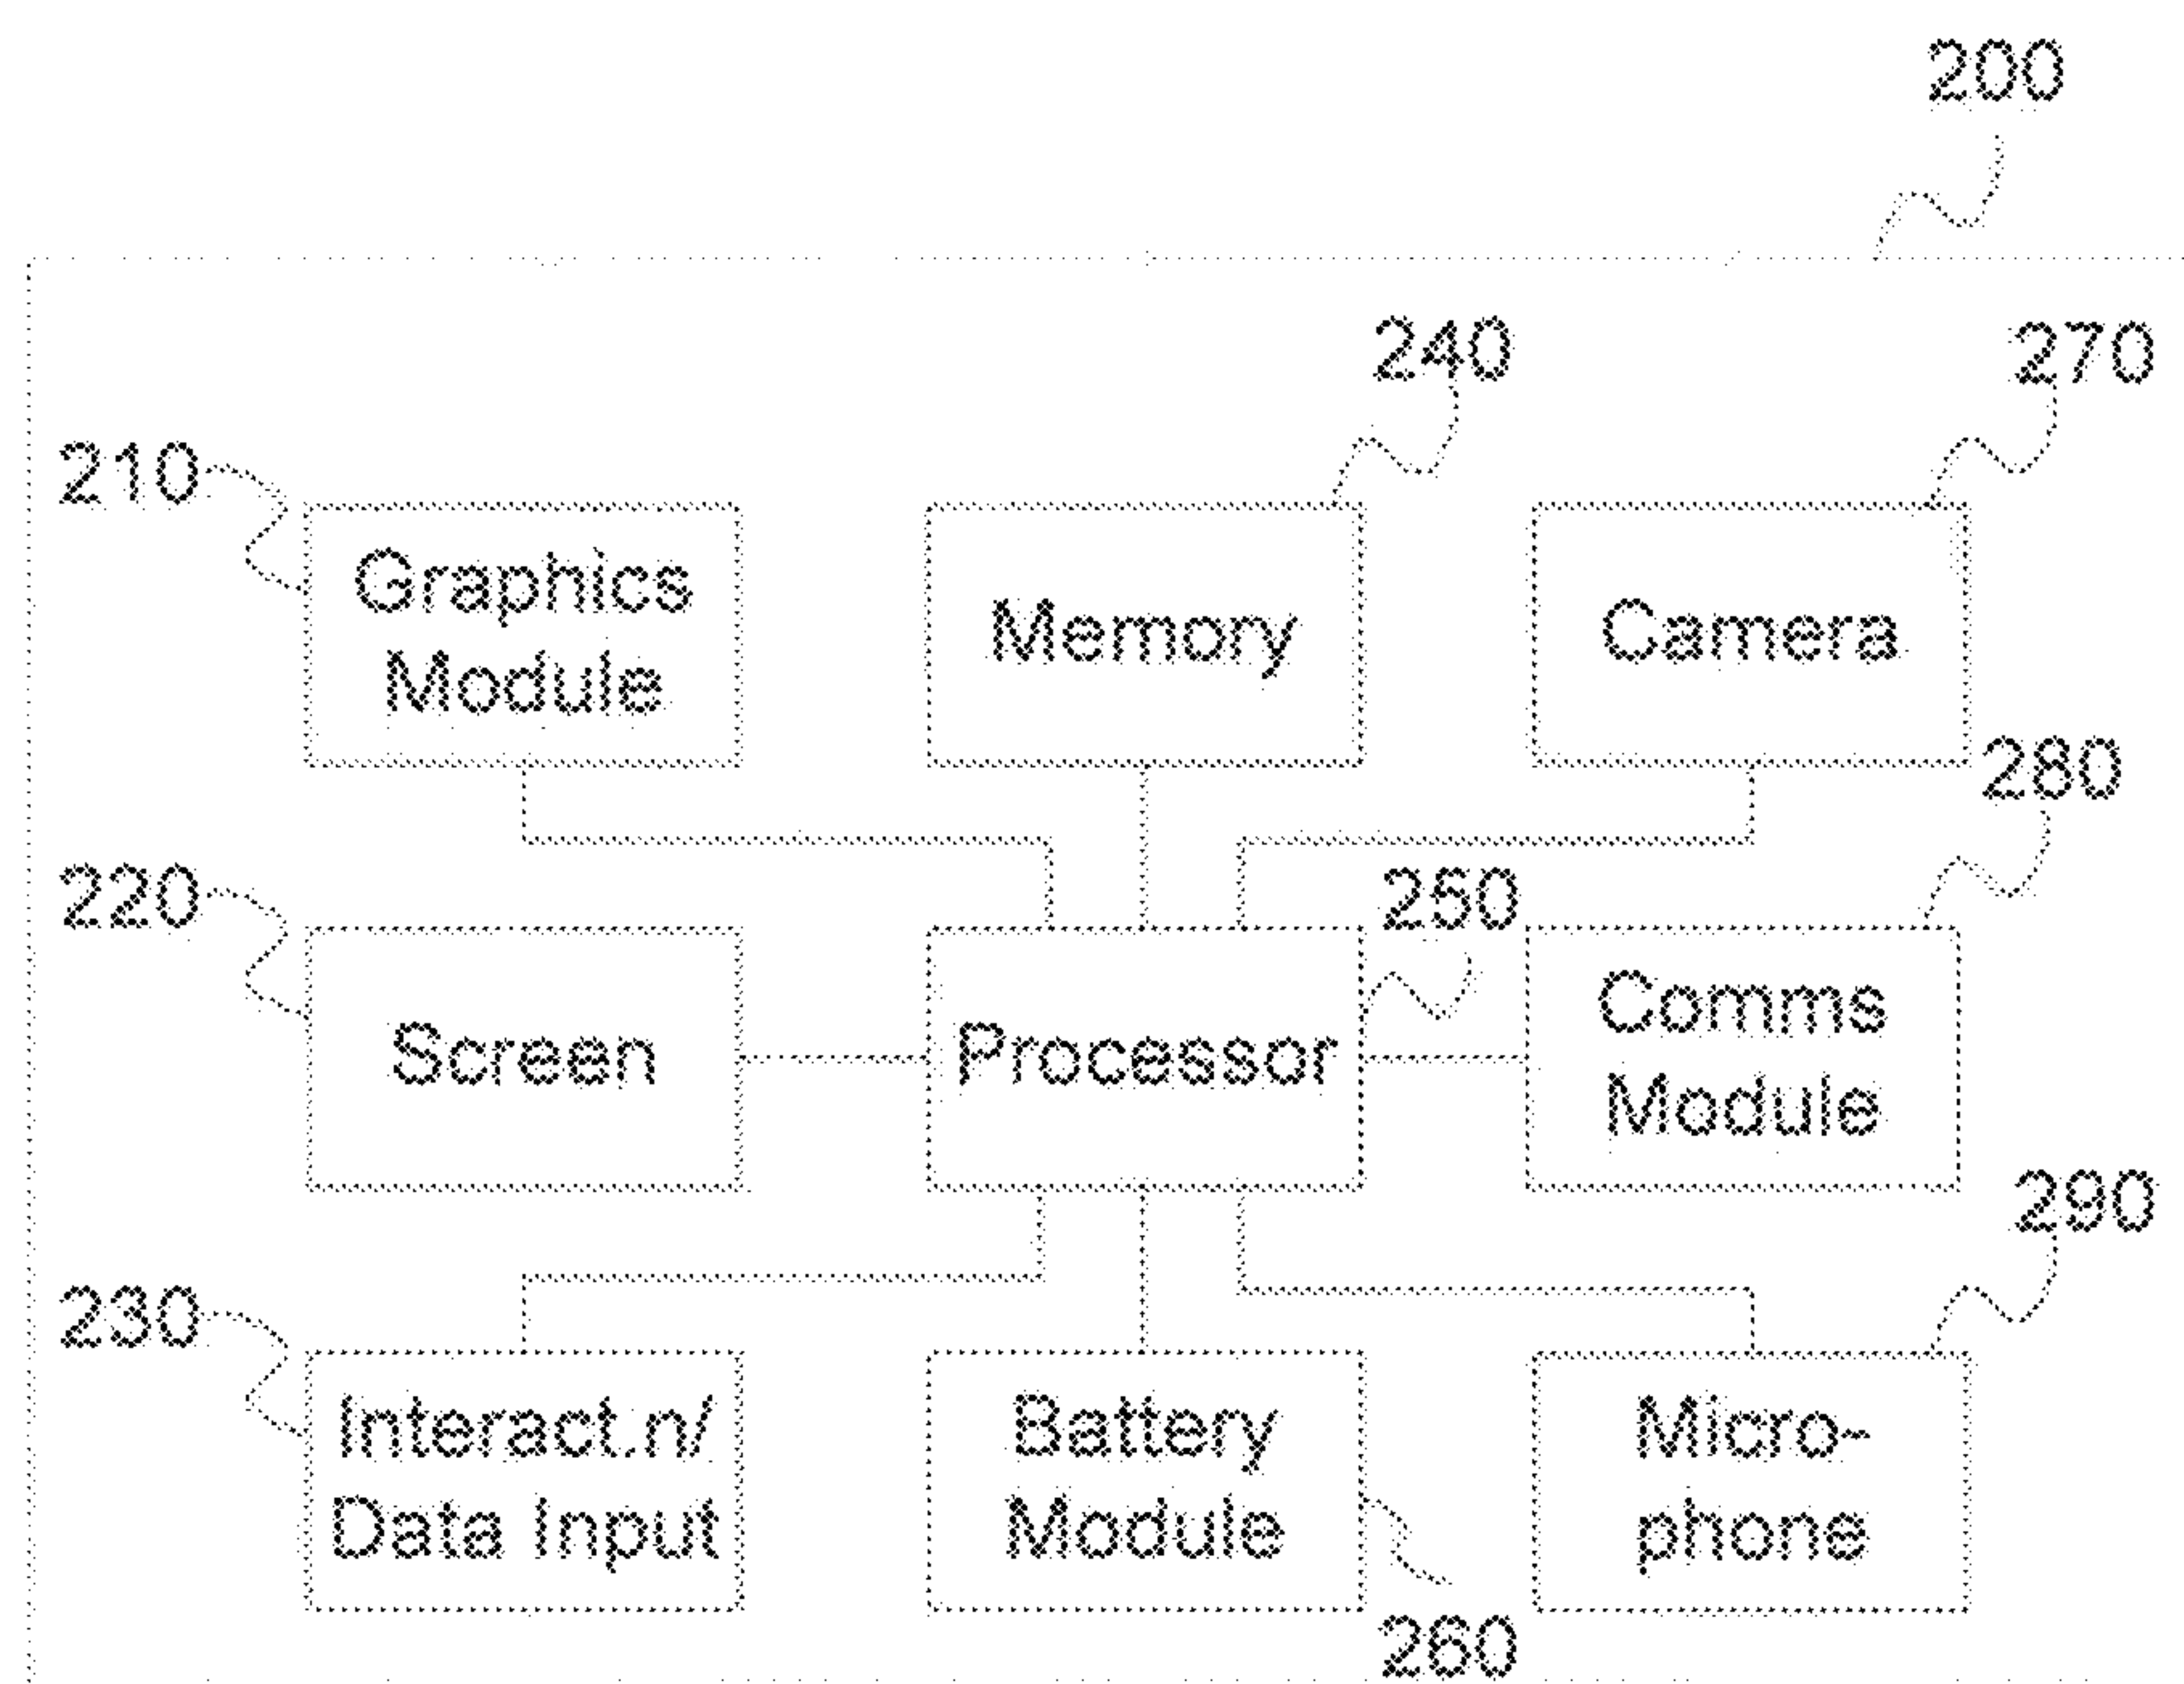 200
240
270
210
Graphics
Module
Memory
Camera
280
220
250
Screen
Processor
Comms
Module
290
230
Interact.n/
Data Input
Battery
Module
Micro-
phone
260